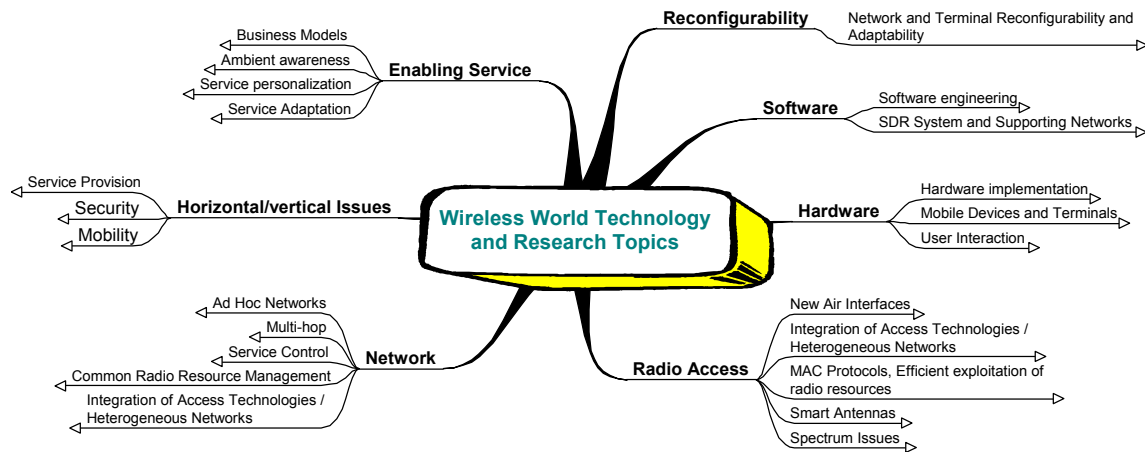 Reconfigurability
Network and Terminal Reconfigurability and
Adaptability
Business Models
Ambient awareness
Service personalization
Service Adaptation
Enabling Service
Software
Software engineering
SDR System and Supporting Networks
Service Provision
Security
Mobility
Horizontal/vertical Issues
Wireless World Technology
and Research Topics
Hardware
Hardware implementation
Mobile Devices and Terminals
User Interaction
Ad Hoc Networks
Multi-hop
Service Control
Common Radio Resource Management
Integration of Access Technologies /
Heterogeneous Networks
Network
Radio Access
New Air Interfaces
Integration of Access Technologies /
Heterogeneous Networks
MAC Protocols, Efficient exploitation of
radio resources
Smart Antennas
Spectrum Issues